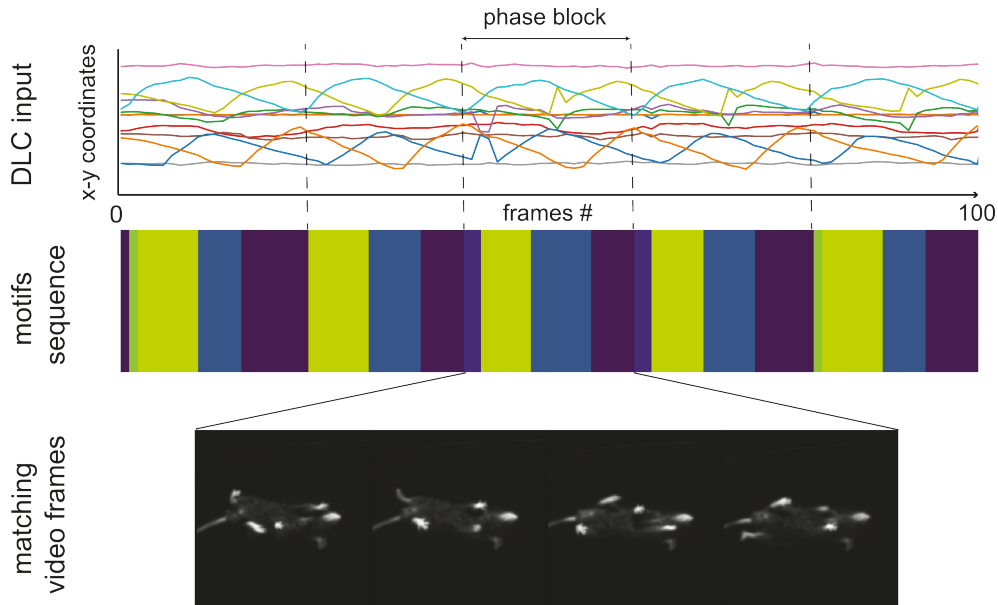 phase block
DLC input
x-y coordinates
0
frames #
100
motifs
sequence
matching
video frames